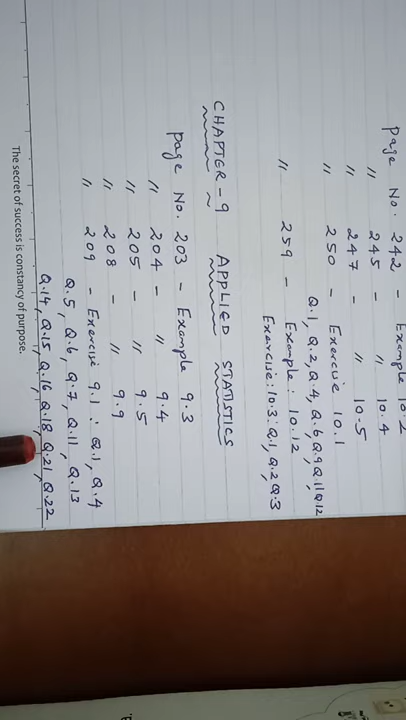 Page No. 242 - Example 10.2
" 245 - " 10.4
" 247 - " 10.5
" 250 - Exercise 10.1
Q.1, Q.2, Q.4, Q.6, Q.9, Q.11, Q.12
" 259 - Example : 10.12
Exercise: 10.3: Q.1, Q.2, Q.3
CHAPTER-9 APPLIED STATISTICS
Page No. 203 - Example 9.3
" 204 - " 9.4
" 205 - " 9.5
" 208 - " 9.9
" 209 - Exercise 9.1 : Q.1, Q.4
Q.5, Q.6, Q.7, Q.11, Q.13
Q.14, Q.15, Q.16, Q.18, Q.21, Q.22
The secret of success is constancy of purpose.